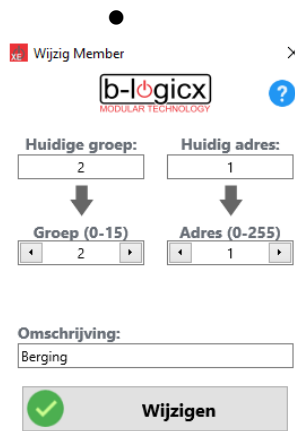 XE Wijzig Member
b-logicx
MODULAR TECHNOLOGY
?
Huidige groep: Huidig adres:
2 1
Groep (0-15) Adres (0-255)
2 1
Omschrijving:
Berging
Wijzigen